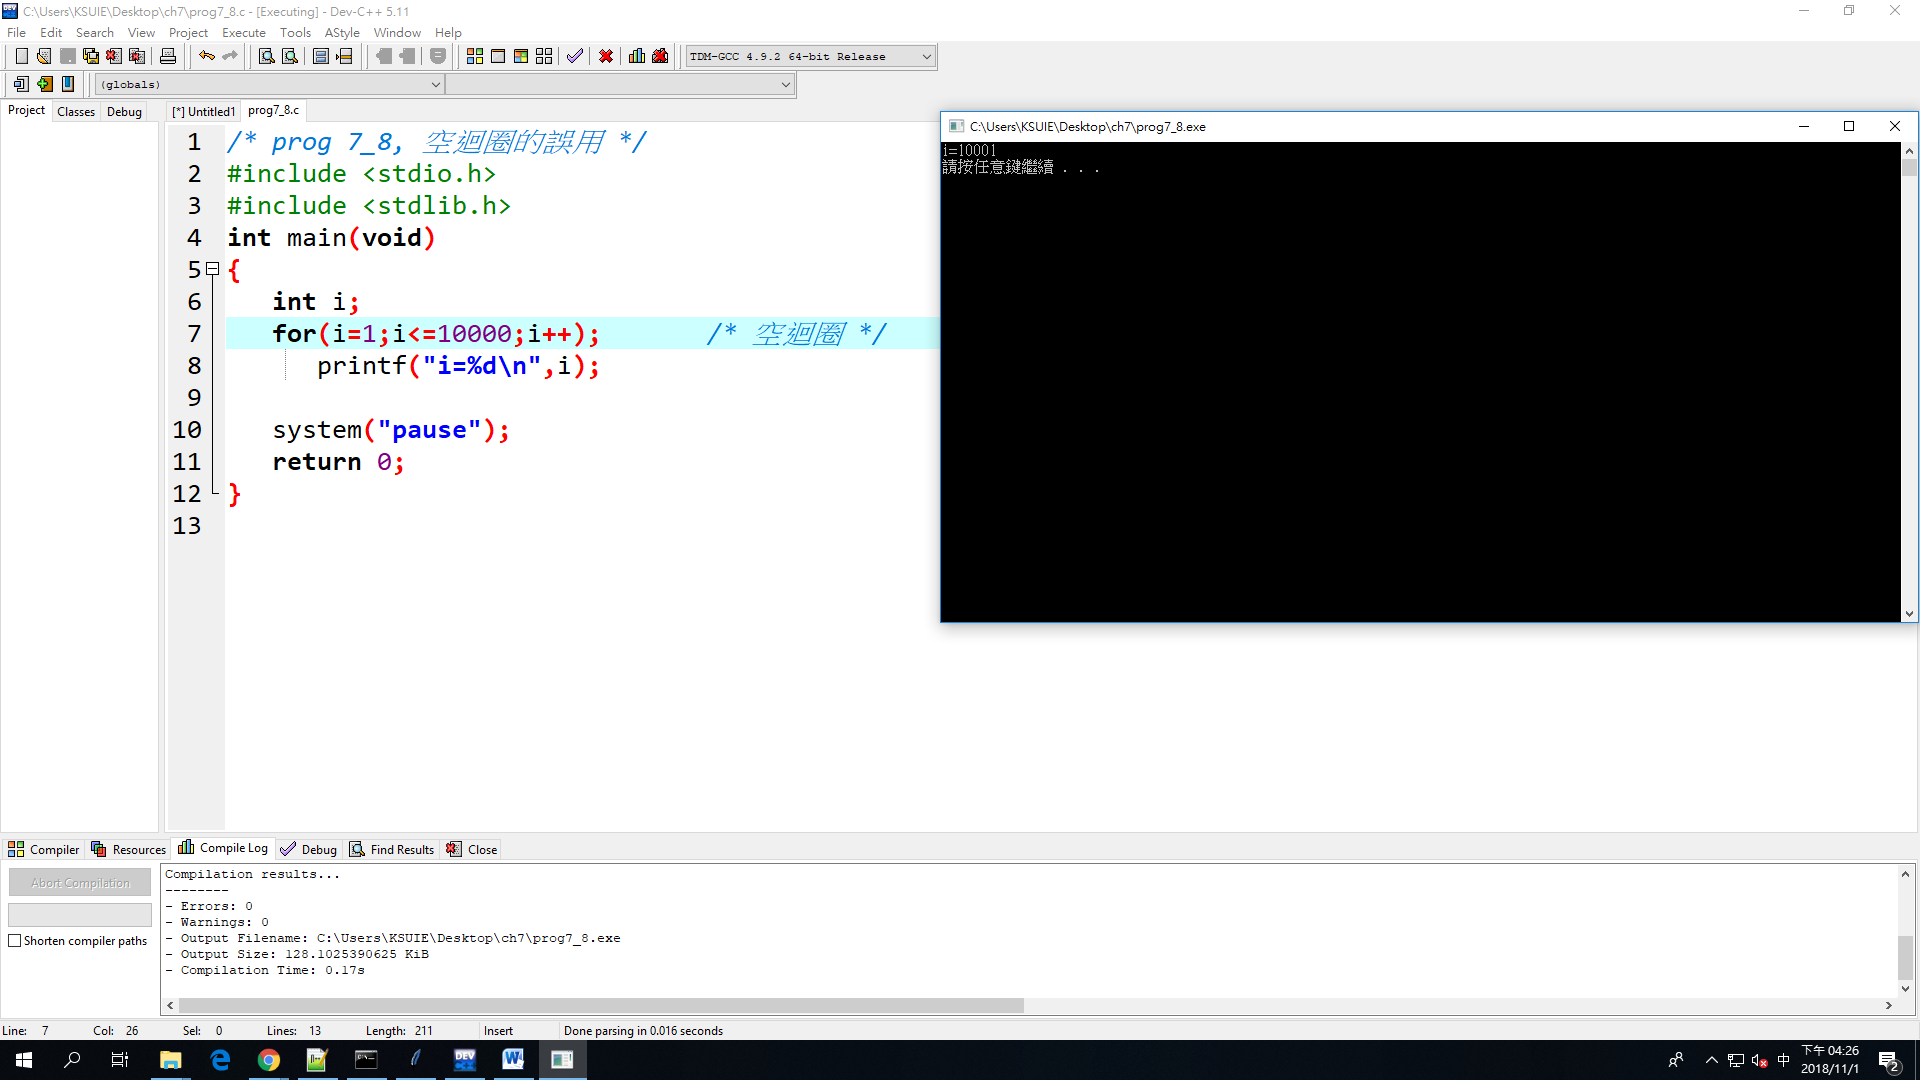 C:\Users\KSUIE\Desktop\ch7\prog7_8.c - [Executing] - Dev-C++ 5.11
File Edit Search View Project Execute Tools AStyle Window Help
TDM-GCC 4.9.2 64-bit Release
(globals)
Project Classes Debug
[*] Untitled1 prog7_8.c
1 /* prog 7_8, 空迴圈的誤用 */
2 #include <stdio.h>
3 #include <stdlib.h>
4 int main(void)
5 {
6 int i;
7 for(i=1;i<=10000;i++); /* 空迴圈 */
8 printf("i=%d\n",i);
9
10 system("pause");
11 return 0;
12 }
13
C:\Users\KSUIE\Desktop\ch7\prog7_8.exe
i=10001
請按任意鍵繼續 . . .
Compiler Resources Compile Log Debug Find Results Close
Abort Compilation
Shorten compiler paths
Compilation results...
--------
- Errors: 0
- Warnings: 0
- Output Filename: C:\Users\KSUIE\Desktop\ch7\prog7_8.exe
- Output Size: 128.1025390625 KiB
- Compilation Time: 0.17s
Line: 7 Col: 26 Sel: 0 Lines: 13 Length: 211 Insert Done parsing in 0.016 seconds
DEV C++
中
下午 04:26
2018/11/1
2